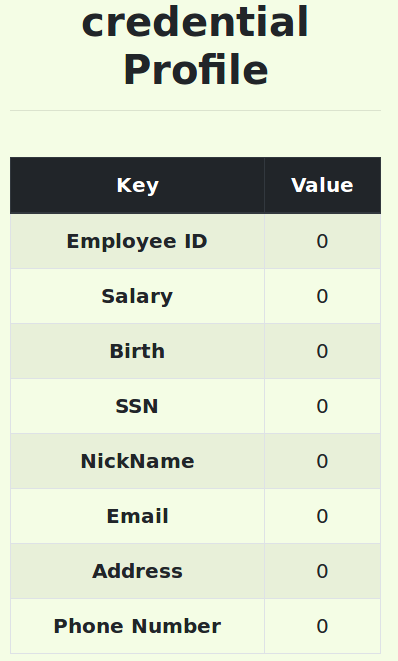 credential
Profile
Key Value
Employee ID 0
Salary 0
Birth 0
SSN 0
NickName 0
Email 0
Address 0
Phone Number 0